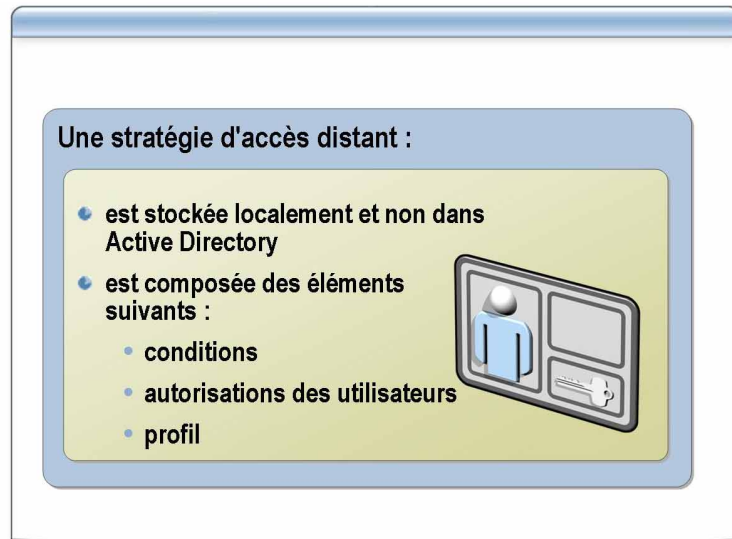 Une stratégie d'accès distant :
est stockée localement et non dans
Active Directory
est composée des éléments
suivants :
conditions
autorisations des utilisateurs
profil